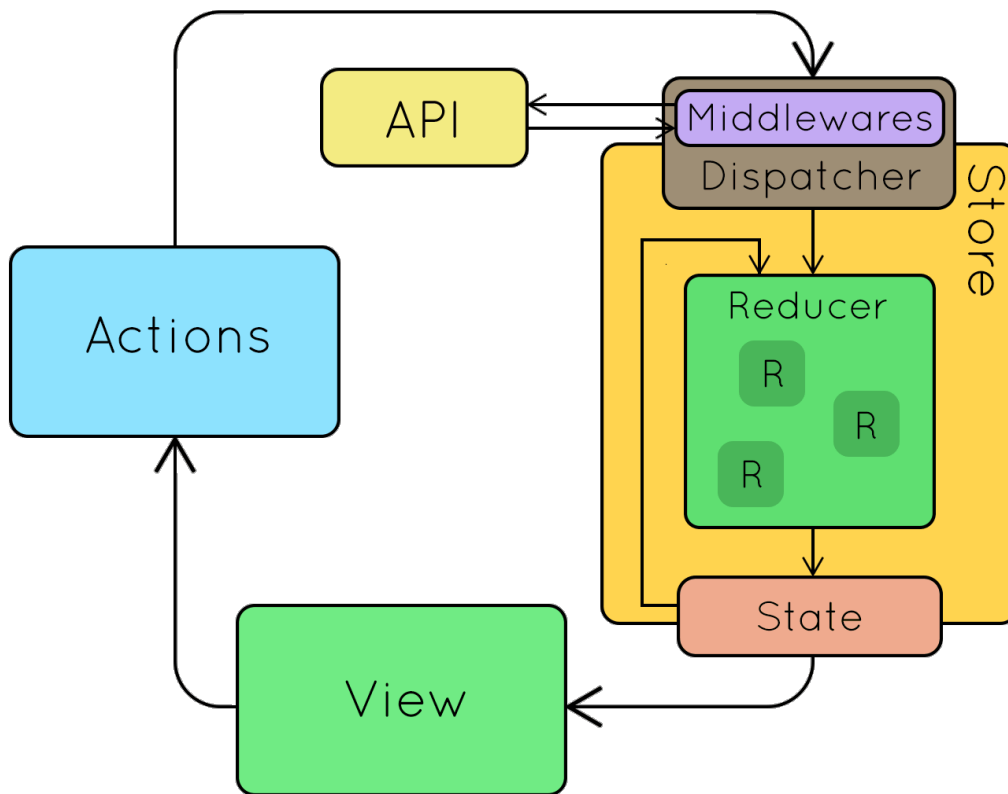 API
Middlewares
Dispatcher
Store
Actions
Reducer
R
R
R
State
View